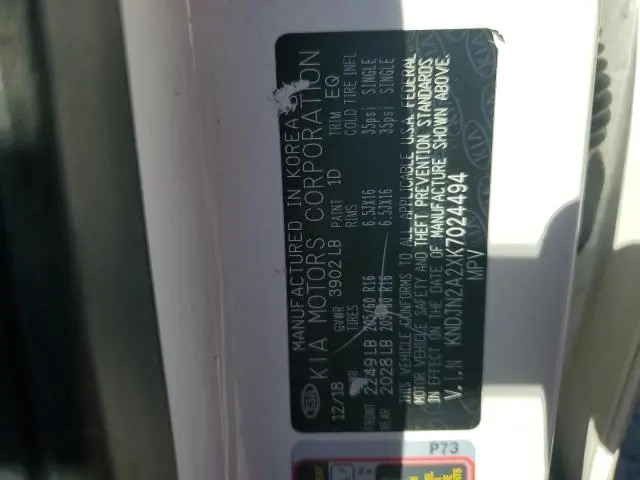 KIA
MANUFACTURED IN KOREA
KIA MOTORS CORPORATION
12/18 GVWR 3902 LB PAINT 1D TRIM EQ
TIRES RIMS COLD TIRE INFL
FRONT 2249LB 205/60 R16 6.5JX16 35psi SINGLE
REAR 2028LB 205/60 R16 6.5JX16 35psi SINGLE
THIS VEHICLE CONFORMS TO ALL APPLICABLE U.S.A. FEDERAL
MOTOR VEHICLE SAFETY AND THEFT PREVENTION STANDARDS
IN EFFECT ON THE DATE OF MANUFACTURE SHOWN ABOVE.
V.I.N KNDJN2A2XK7024494
MPV
P73